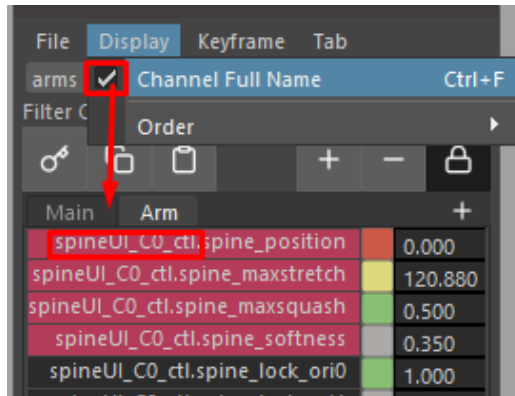 File Display Keyframe Tab
arms Channel Full Name Ctrl+F
Filter C
Order
Main Arm +
spineUI_C0_ctl.spine_position 0.000
spineUI_C0_ctl.spine_maxstretch 120.880
spineUI_C0_ctl.spine_maxsquash 0.500
spineUI_C0_ctl.spine_softness 0.350
spineUI_C0_ctl.spine_lock_ori0 1.000